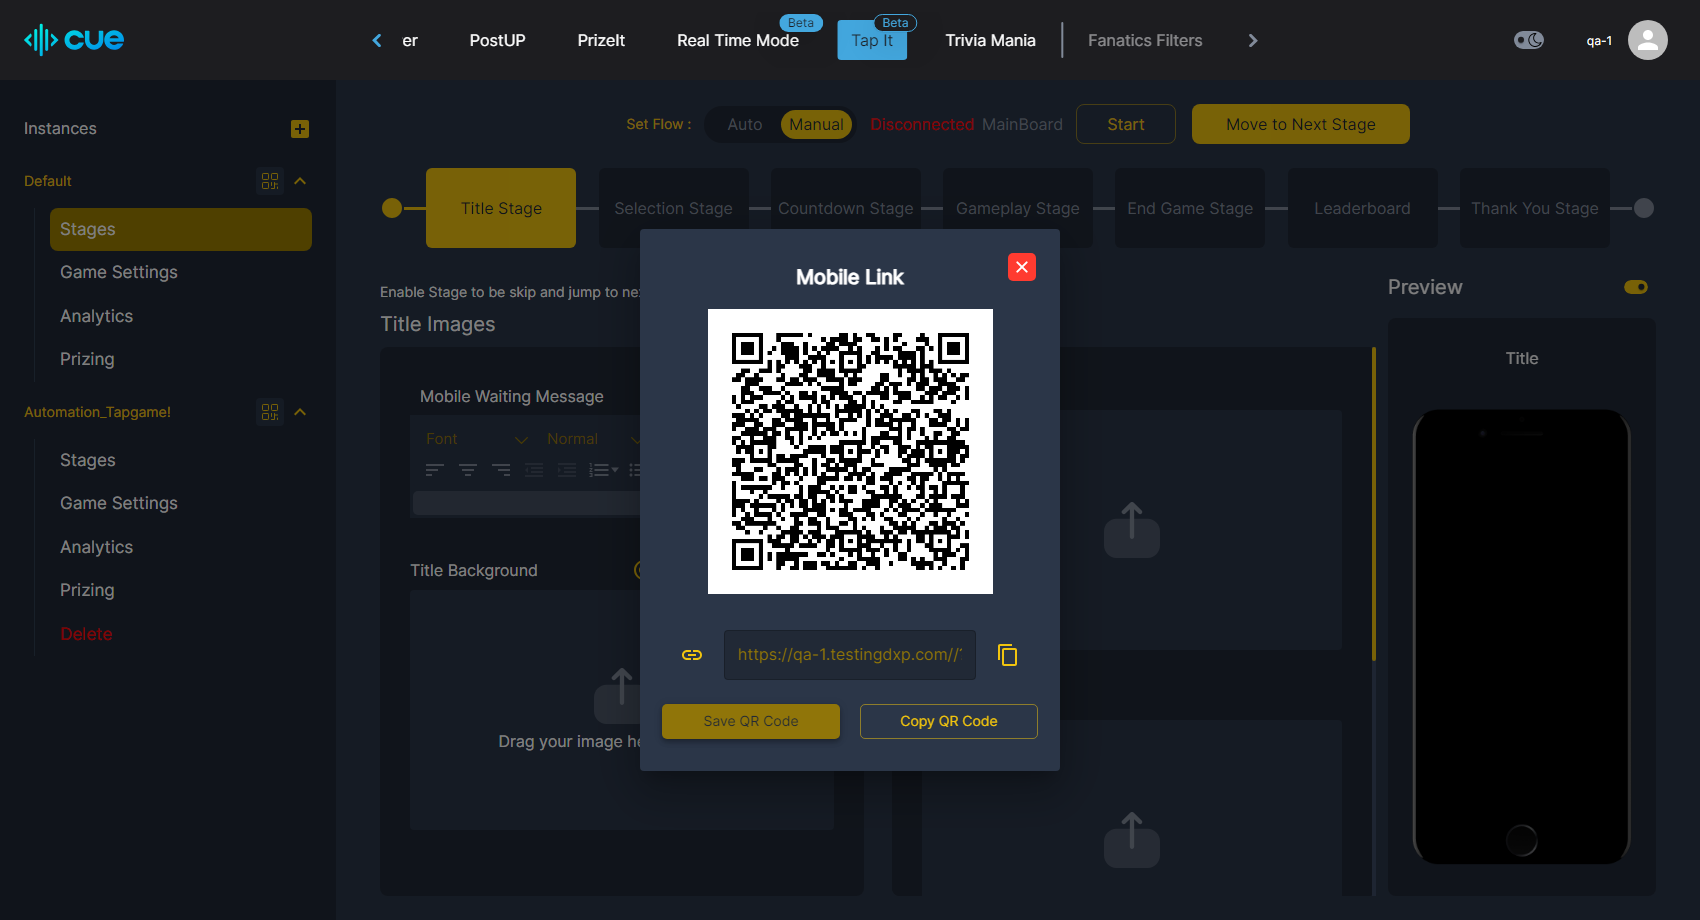 cue
er
PostUP
PrizeIt
Real Time Mode
Beta
Tap It
Beta
Trivia Mania
Fanatics Filters
qa-1
Instances
Default
Stages
Game Settings
Analytics
Prizing
Automation_Tapgame!
Stages
Game Settings
Analytics
Prizing
Delete
Set Flow :
Auto
Manual
Disconnected MainBoard
Start
Move to Next Stage
Title Stage
Selection Stage
Countdown Stage
Gameplay Stage
End Game Stage
Leaderboard
Thank You Stage
Enable Stage to be skip and jump to ne
Title Images
Mobile Waiting Message
Font
Normal
Title Background
Drag your image he
Mobile Link
https://qa-1.testingdxp.com//
Save QR Code
Copy QR Code
Preview
Title